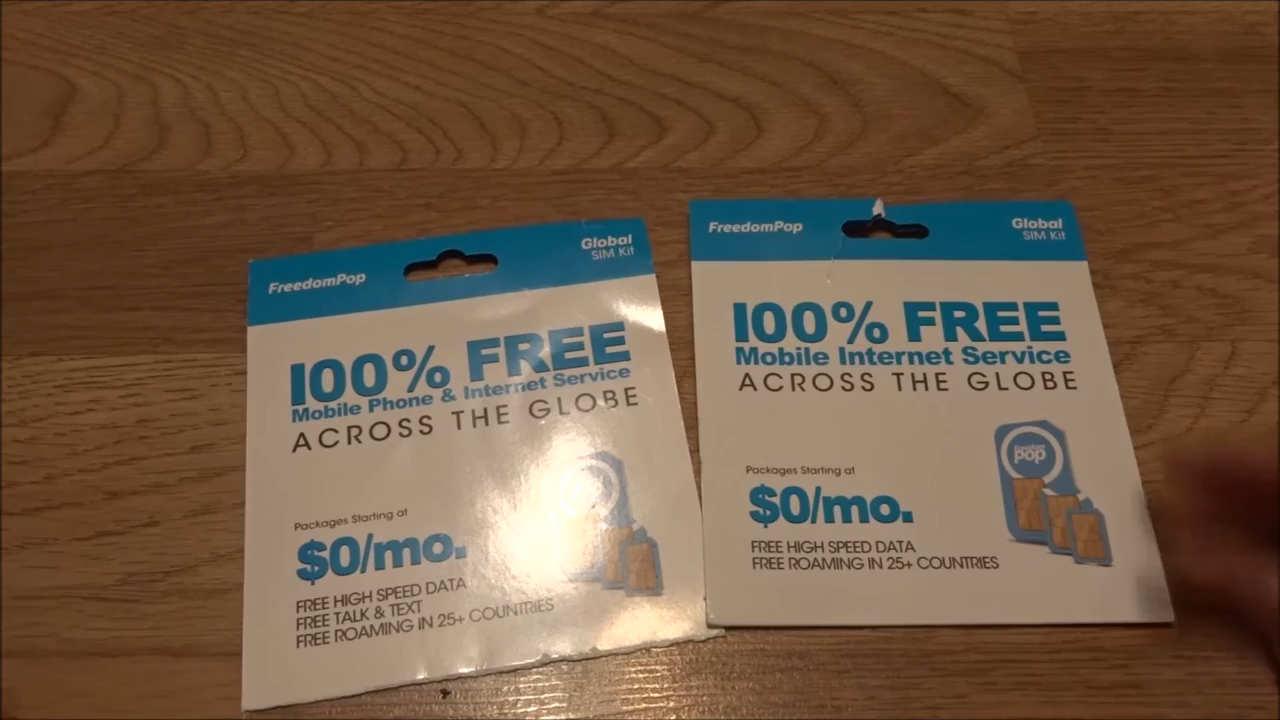 FreedomPop
Global
SIM Kit
100% FREE
Mobile Phone & Internet Service
ACROSS THE GLOBE
Packages Starting at
$0/mo.
FREE HIGH SPEED DATA
FREE TALK & TEXT
FREE ROAMING IN 25+ COUNTRIES
FreedomPop
Global
SIM Kit
100% FREE
Mobile Internet Service
ACROSS THE GLOBE
freedom
pop
Packages Starting at
$0/mo.
FREE HIGH SPEED DATA
FREE ROAMING IN 25+ COUNTRIES